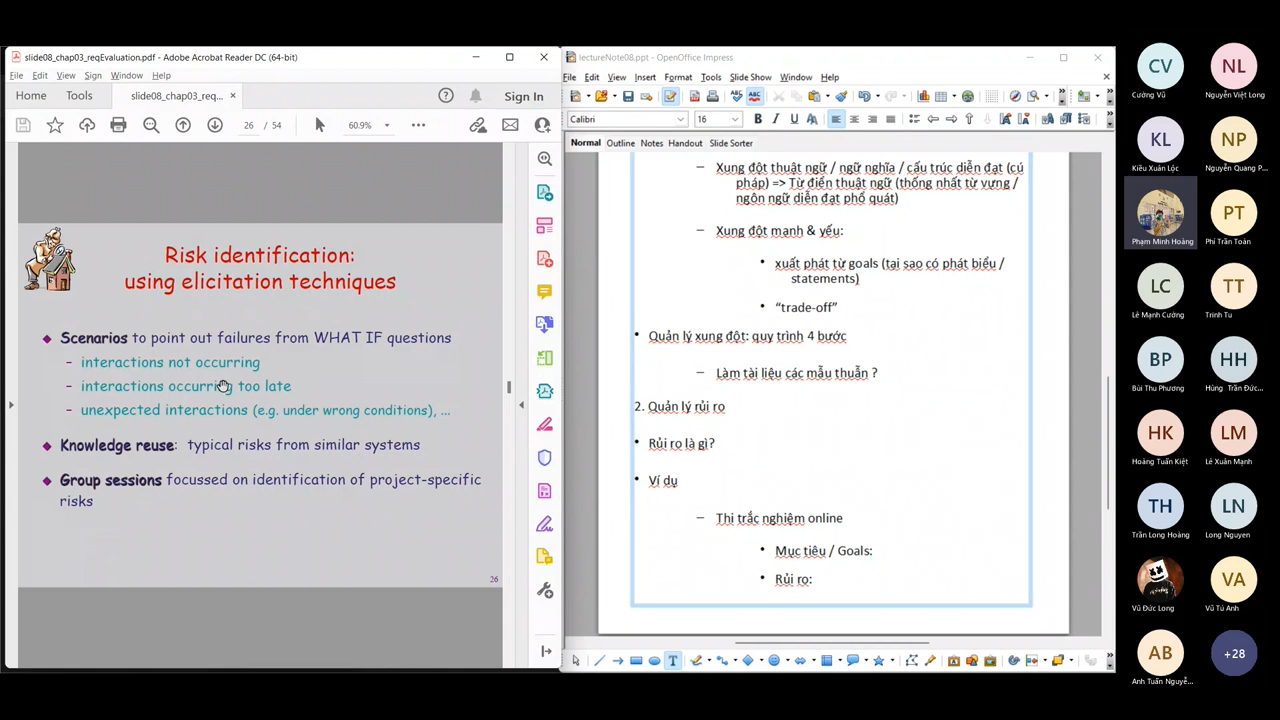 slide08_chap03_reqEvaluation.pdf - Adobe Acrobat Reader DC (64-bit)
File Edit View Sign Window Help
Home Tools slide08_chap03_req... × Sign In
26 / 54 60.9%
Risk identification:
using elicitation techniques
Scenarios to point out failures from WHAT IF questions
- interactions not occurring
- interactions occurring too late
- unexpected interactions (e.g. under wrong conditions), ...
Knowledge reuse: typical risks from similar systems
Group sessions focussed on identification of project-specific
risks
26
lectureNote08.ppt - OpenOffice Impress
File Edit View Insert Format Tools Slide Show Window Help
Calibri 16
Normal Outline Notes Handout Slide Sorter
– Xung đột thuật ngữ / ngữ nghĩa / cấu trúc diễn đạt (cú
pháp) => Từ điển thuật ngữ (thống nhất từ vựng /
ngôn ngữ diễn đạt phổ quát)
– Xung đột mạnh & yếu:
• xuất phát từ goals (tại sao có phát biểu /
statements)
• “trade-off”
• Quản lý xung đột: quy trình 4 bước
– Làm tài liệu các mẫu thuẫn ?
2. Quản lý rủi ro
• Rủi ro là gì?
• Ví dụ
– Thi trắc nghiệm online
• Mục tiêu / Goals:
• Rủi ro:
CV
Cường Vũ
NL
Nguyễn Việt Long
KL
Kiều Xuân Lộc
NP
Nguyễn Quang P...
Phạm Minh Hoàng
PT
Phí Trần Toàn
LC
Lê Mạnh Cường
TT
Trinh Tu
BP
Bùi Thu Phương
HH
Hùng Trần Đức...
HK
Hoàng Tuấn Kiệt
LM
Lê Xuân Mạnh
TH
Trần Long Hoàng
LN
Long Nguyen
Vũ Đức Long
VA
Vũ Tú Anh
AB
Anh Tuấn Nguyễ...
+28